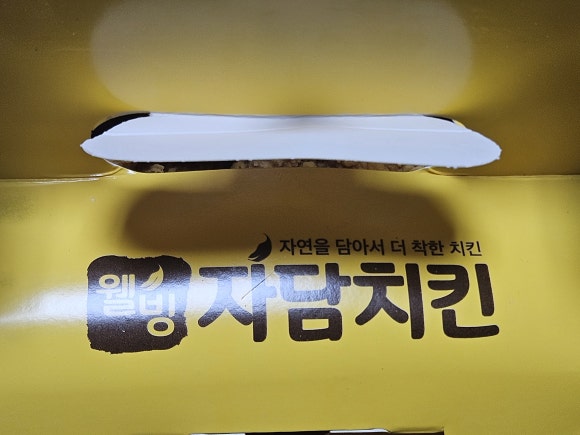 자연을 담아서 더 착한 치킨
웰빙 자담치킨